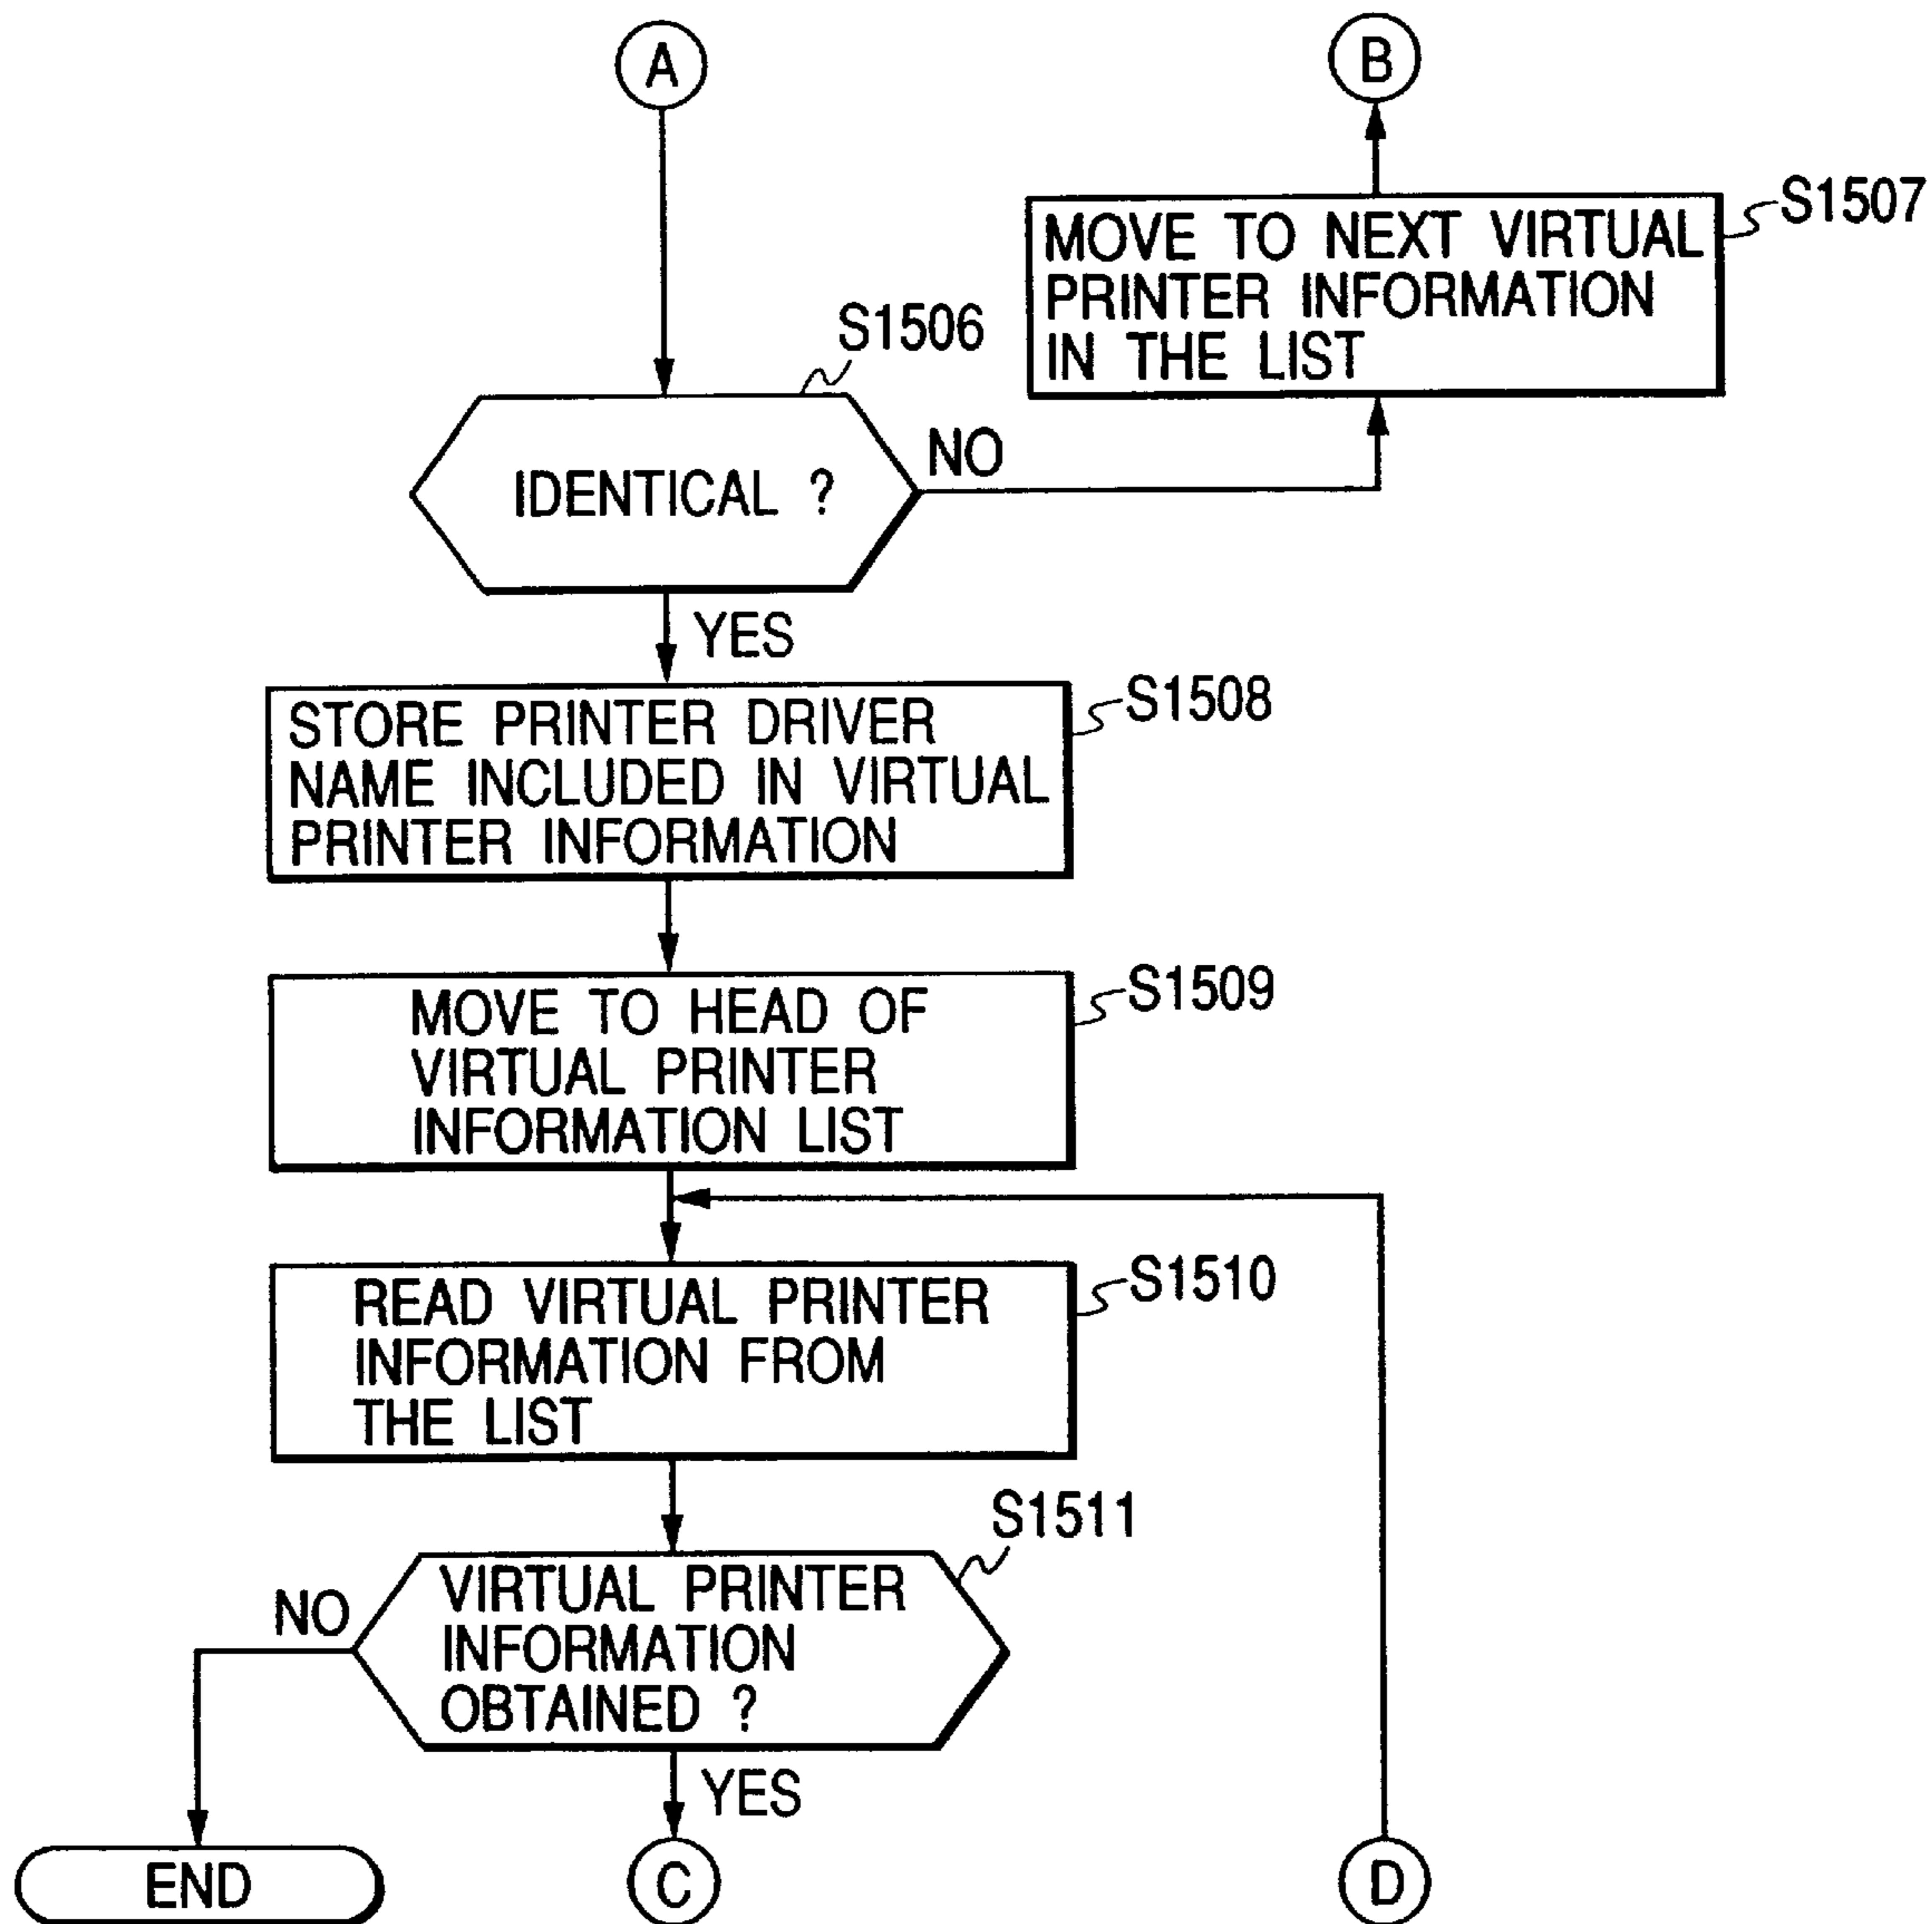 A
B
S1507
MOVE TO NEXT VIRTUAL
PRINTER INFORMATION
IN THE LIST
S1506
IDENTICAL ?
NO
YES
S1508
STORE PRINTER DRIVER
NAME INCLUDED IN VIRTUAL
PRINTER INFORMATION
S1509
MOVE TO HEAD OF
VIRTUAL PRINTER
INFORMATION LIST
S1510
READ VIRTUAL PRINTER
INFORMATION FROM
THE LIST
S1511
VIRTUAL PRINTER
INFORMATION
OBTAINED ?
NO
YES
END
C
D